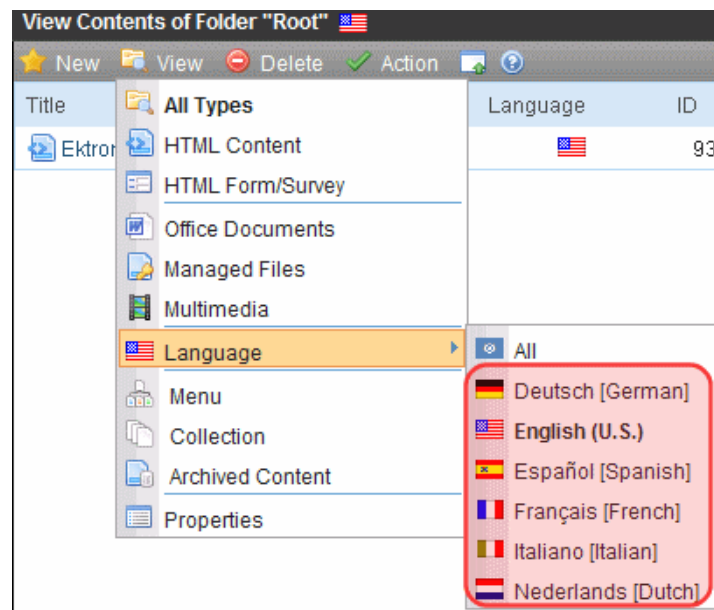 View Contents of Folder "Root"
New View Delete Action
Title Language ID
Ektron 93
All Types
HTML Content
HTML Form/Survey
Office Documents
Managed Files
Multimedia
Language
Menu
Collection
Archived Content
Properties
All
Deutsch [German]
English (U.S.)
Español [Spanish]
Français [French]
Italiano [Italian]
Nederlands [Dutch]